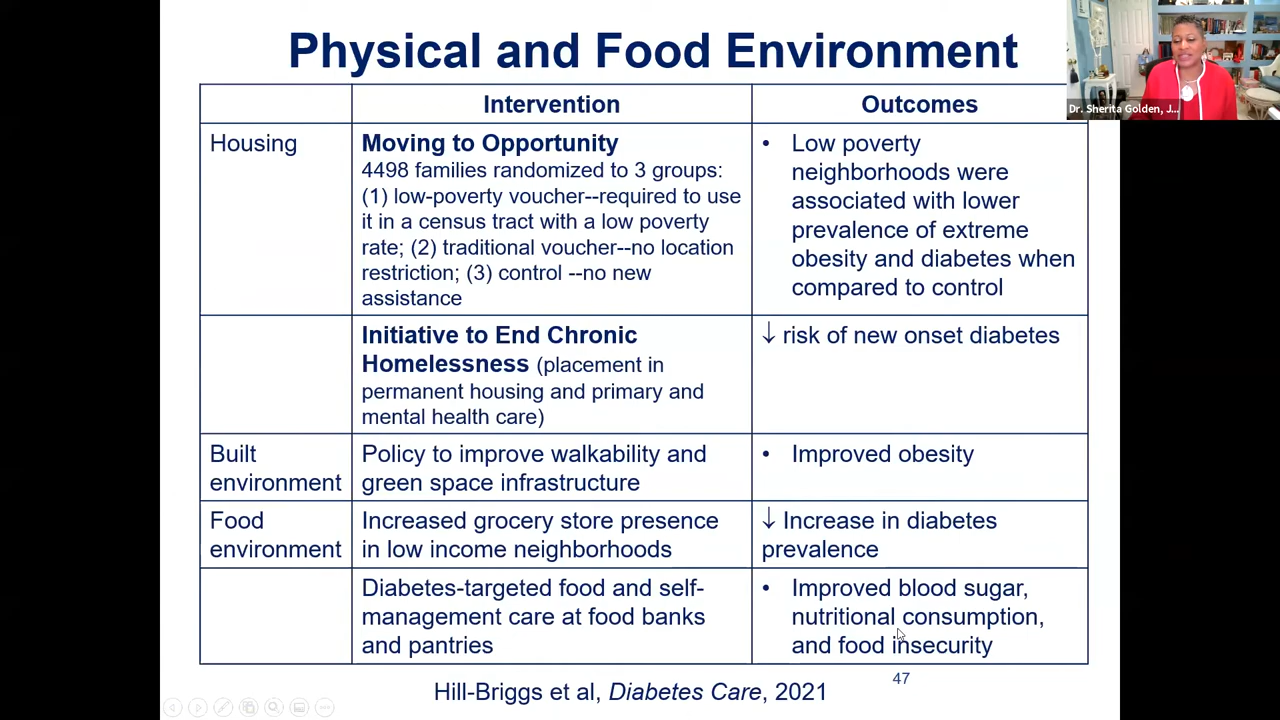 Physical and Food Environment
Intervention
Outcomes
Housing
Moving to Opportunity
4498 families randomized to 3 groups:
(1) low-poverty voucher--required to use
it in a census tract with a low poverty
rate; (2) traditional voucher--no location
restriction; (3) control --no new
assistance
• Low poverty
neighborhoods were
associated with lower
prevalence of extreme
obesity and diabetes when
compared to control
Initiative to End Chronic
Homelessness (placement in
permanent housing and primary and
mental health care)
↓ risk of new onset diabetes
Built
environment
Policy to improve walkability and
green space infrastructure
• Improved obesity
Food
environment
Increased grocery store presence
in low income neighborhoods
↓ Increase in diabetes
prevalence
Diabetes-targeted food and self-
management care at food banks
and pantries
• Improved blood sugar,
nutritional consumption,
and food insecurity
47
Hill-Briggs et al, Diabetes Care, 2021
Dr. Sherita Golden, J...